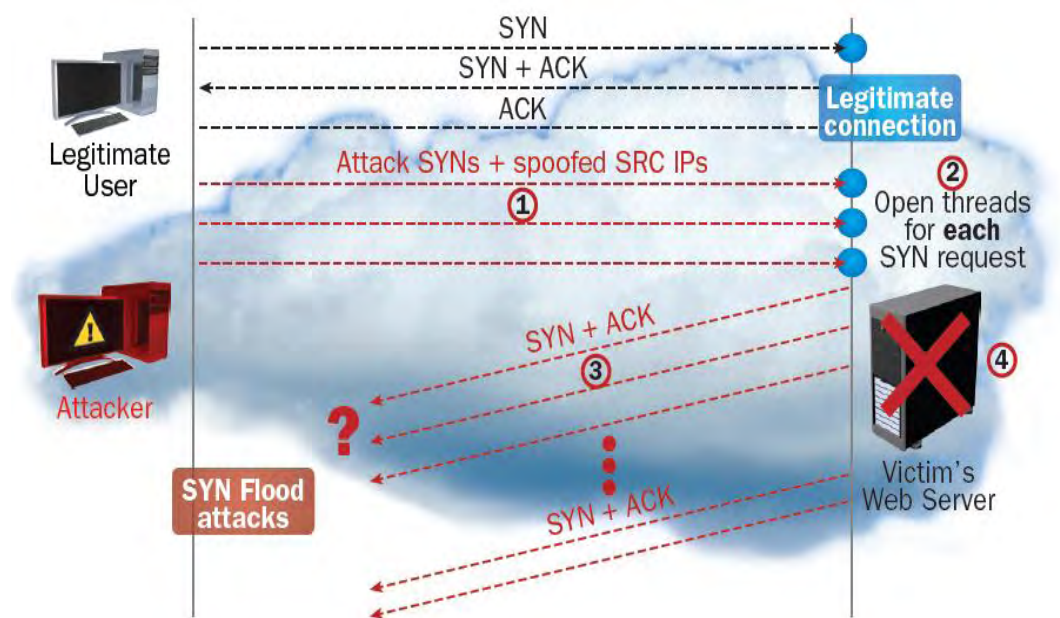 SYN
SYN + ACK
ACK
Legitimate
connection
Legitimate
User
Attack SYNs + spoofed SRC IPs
1
2
Open threads
for each
SYN request
Attacker
SYN + ACK
3
?
4
Victim's
Web Server
SYN Flood
attacks
SYN + ACK